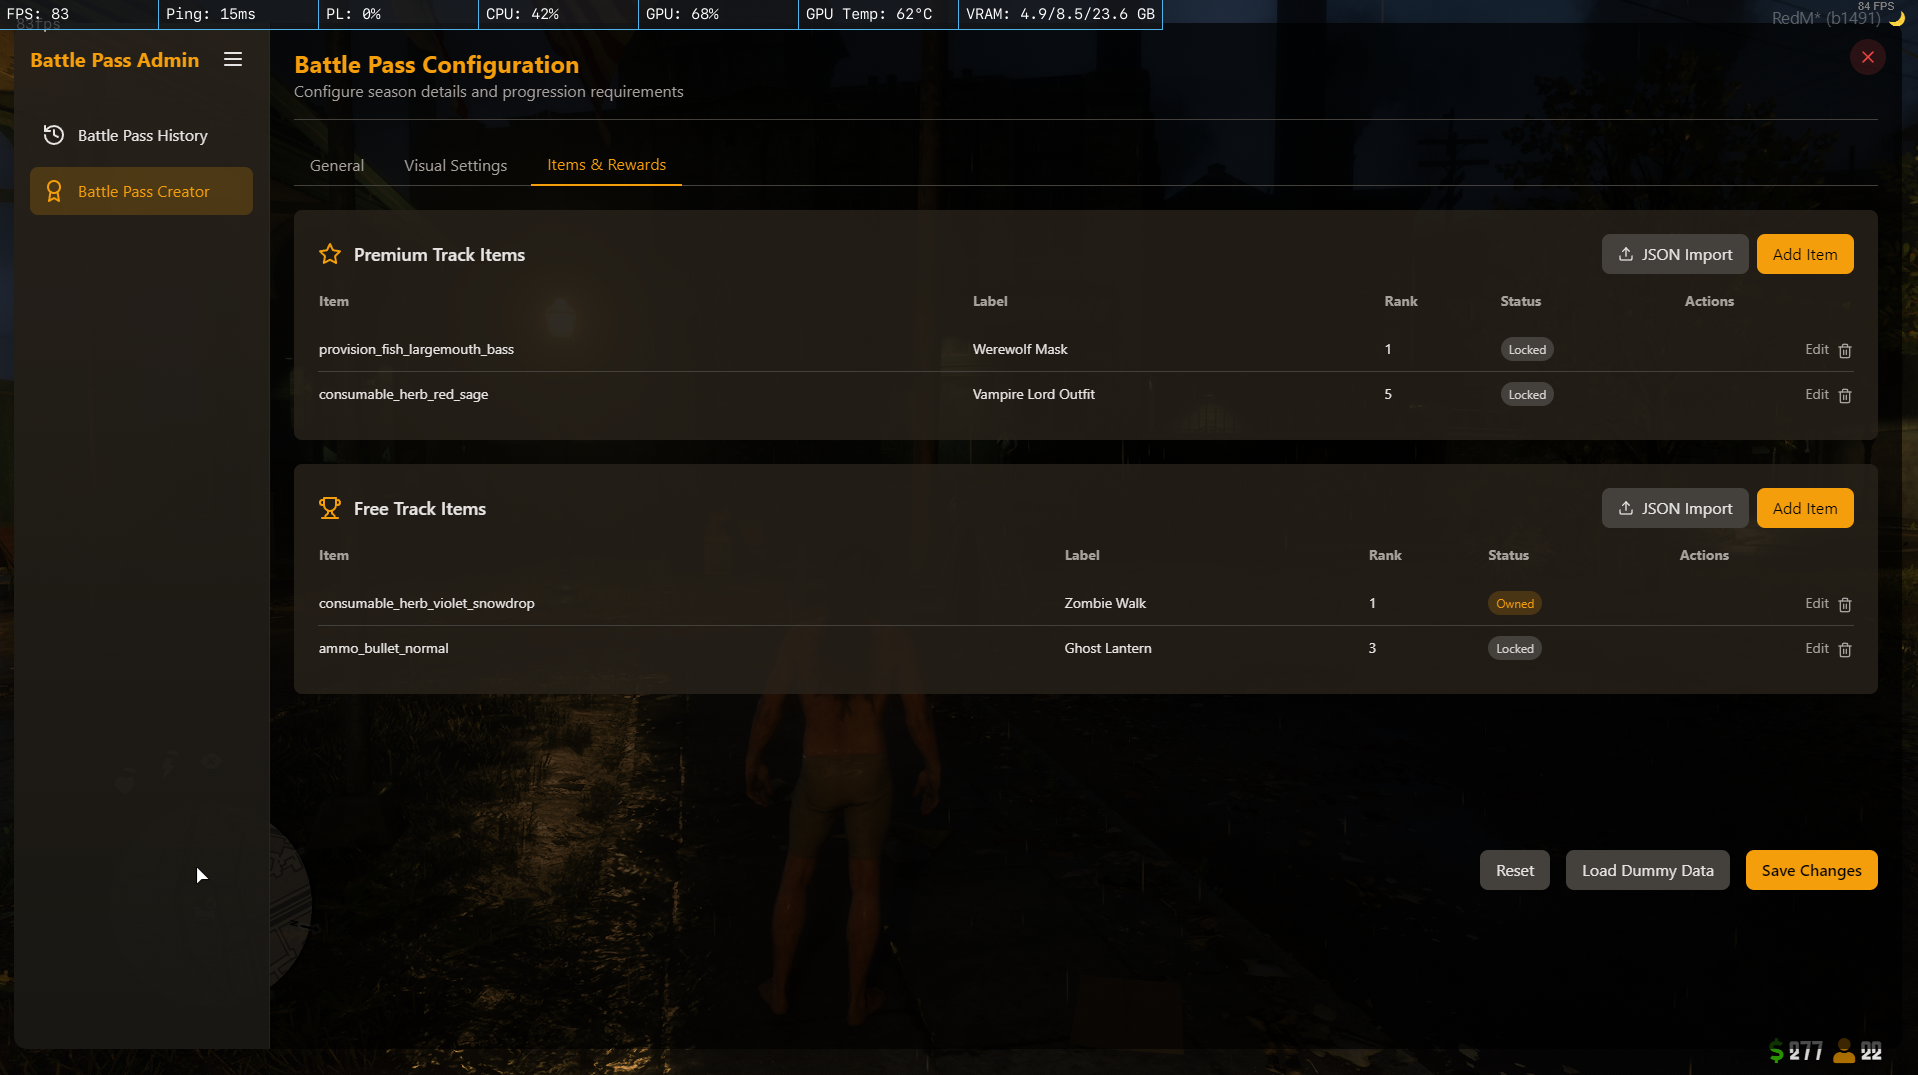 FPS: 83 Ping: 15ms PL: 0% CPU: 42% GPU: 68% GPU Temp: 62°C VRAM: 4.9/8.5/23.6 GB
84 FPS
RedM* (b1491)
83fps
Battle Pass Admin
Battle Pass History
Battle Pass Creator
Battle Pass Configuration
Configure season details and progression requirements
General Visual Settings Items & Rewards
Premium Track Items JSON Import Add Item
Item Label Rank Status Actions
provision_fish_largemouth_bass Werewolf Mask 1 Locked Edit
consumable_herb_red_sage Vampire Lord Outfit 5 Locked Edit
Free Track Items JSON Import Add Item
Item Label Rank Status Actions
consumable_herb_violet_snowdrop Zombie Walk 1 Owned Edit
ammo_bullet_normal Ghost Lantern 3 Locked Edit
Reset Load Dummy Data Save Changes
$ 277 22